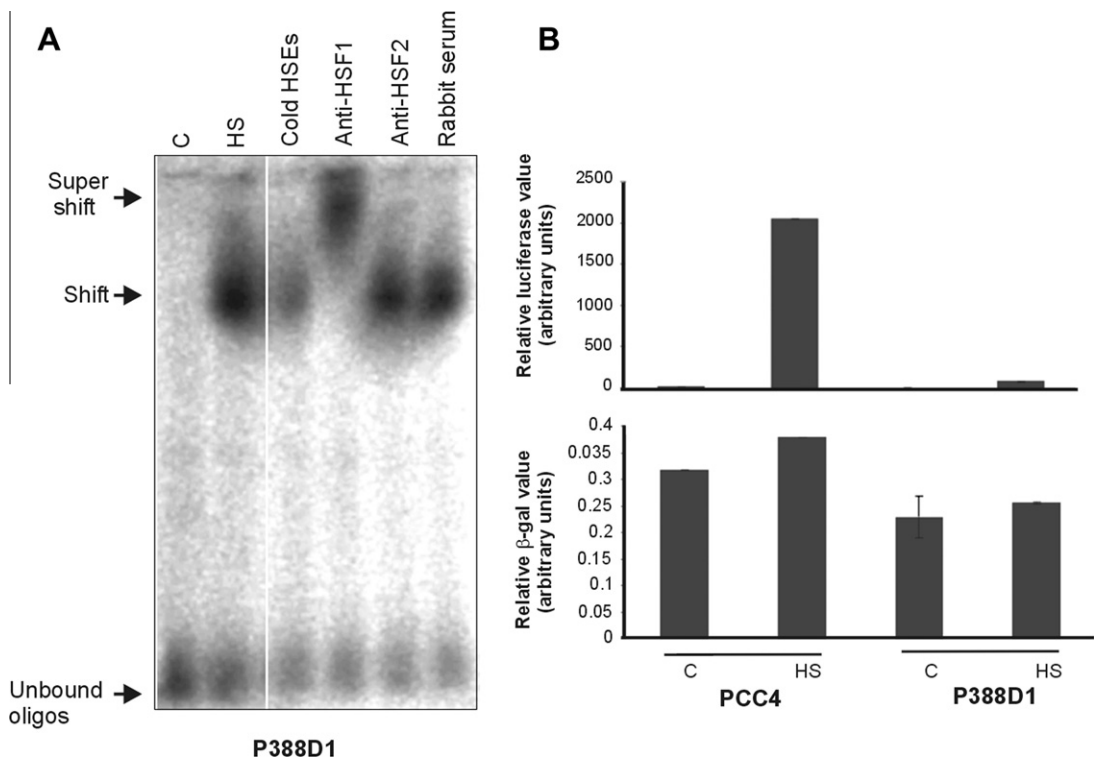 A
C
HS
Cold HSEs
Anti-HSF1
Anti-HSF2
Rabbit serum
Super
shift
Shift
Unbound
oligos
P388D1
B
Relative luciferase value
(arbitrary units)
2500
2000
1500
1000
500
0
Relative β-gal value
(arbitrary units)
0.4
0.035
0.3
0.25
0.2
0.15
0.1
0.05
0
C
HS
C
HS
PCC4
P388D1